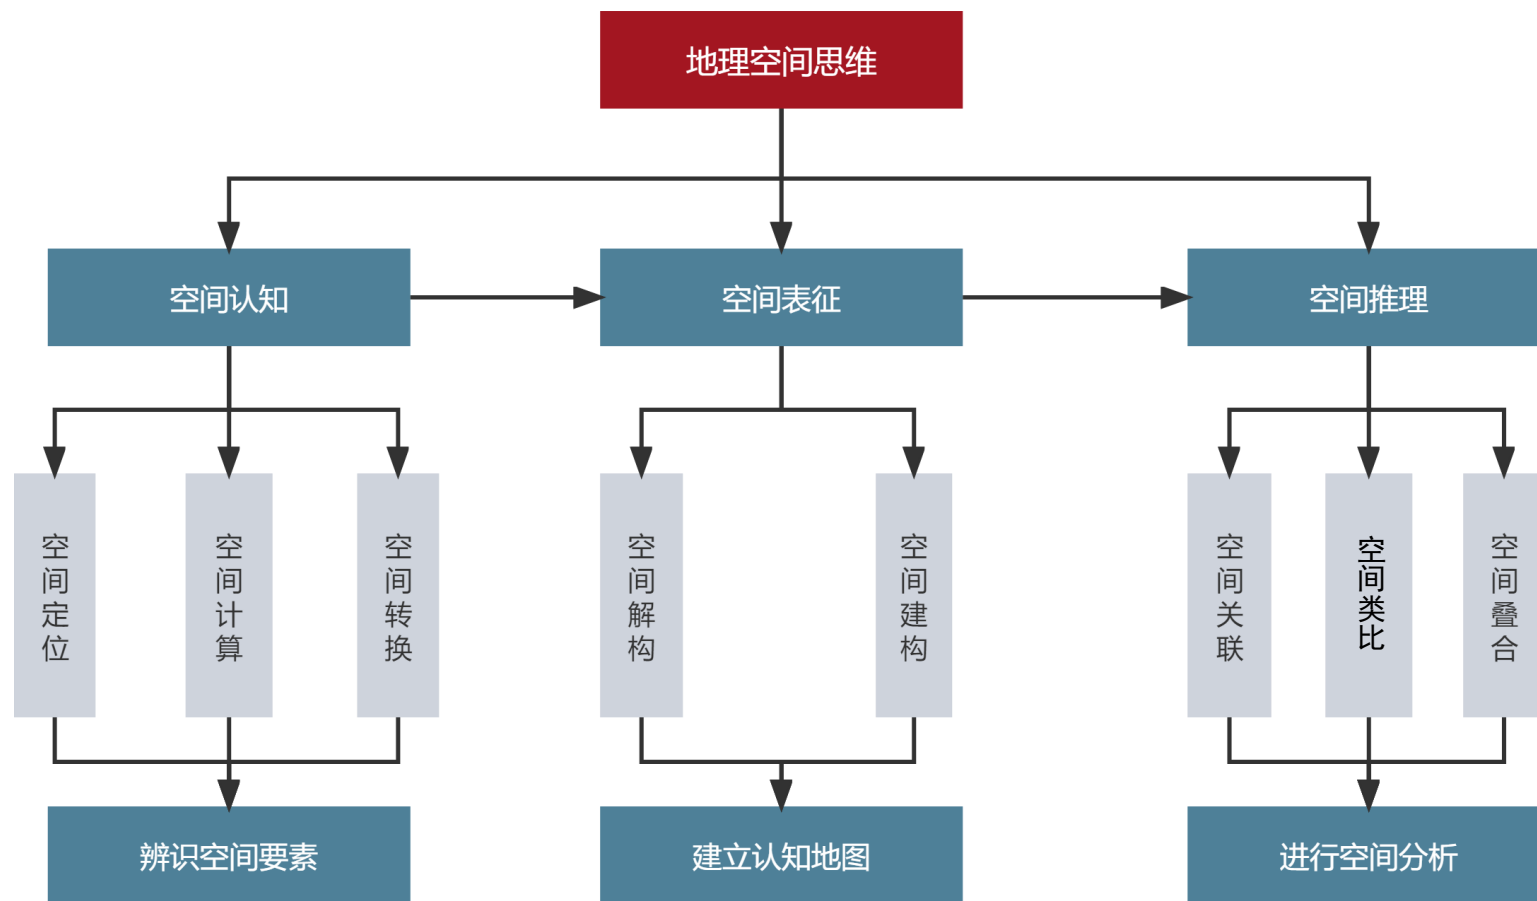 地理空间思维
空间认知
空间表征
空间推理
空间定位
空间计算
空间转换
空间解构
空间建构
空间关联
空间类比
空间叠合
辨识空间要素
建立认知地图
进行空间分析